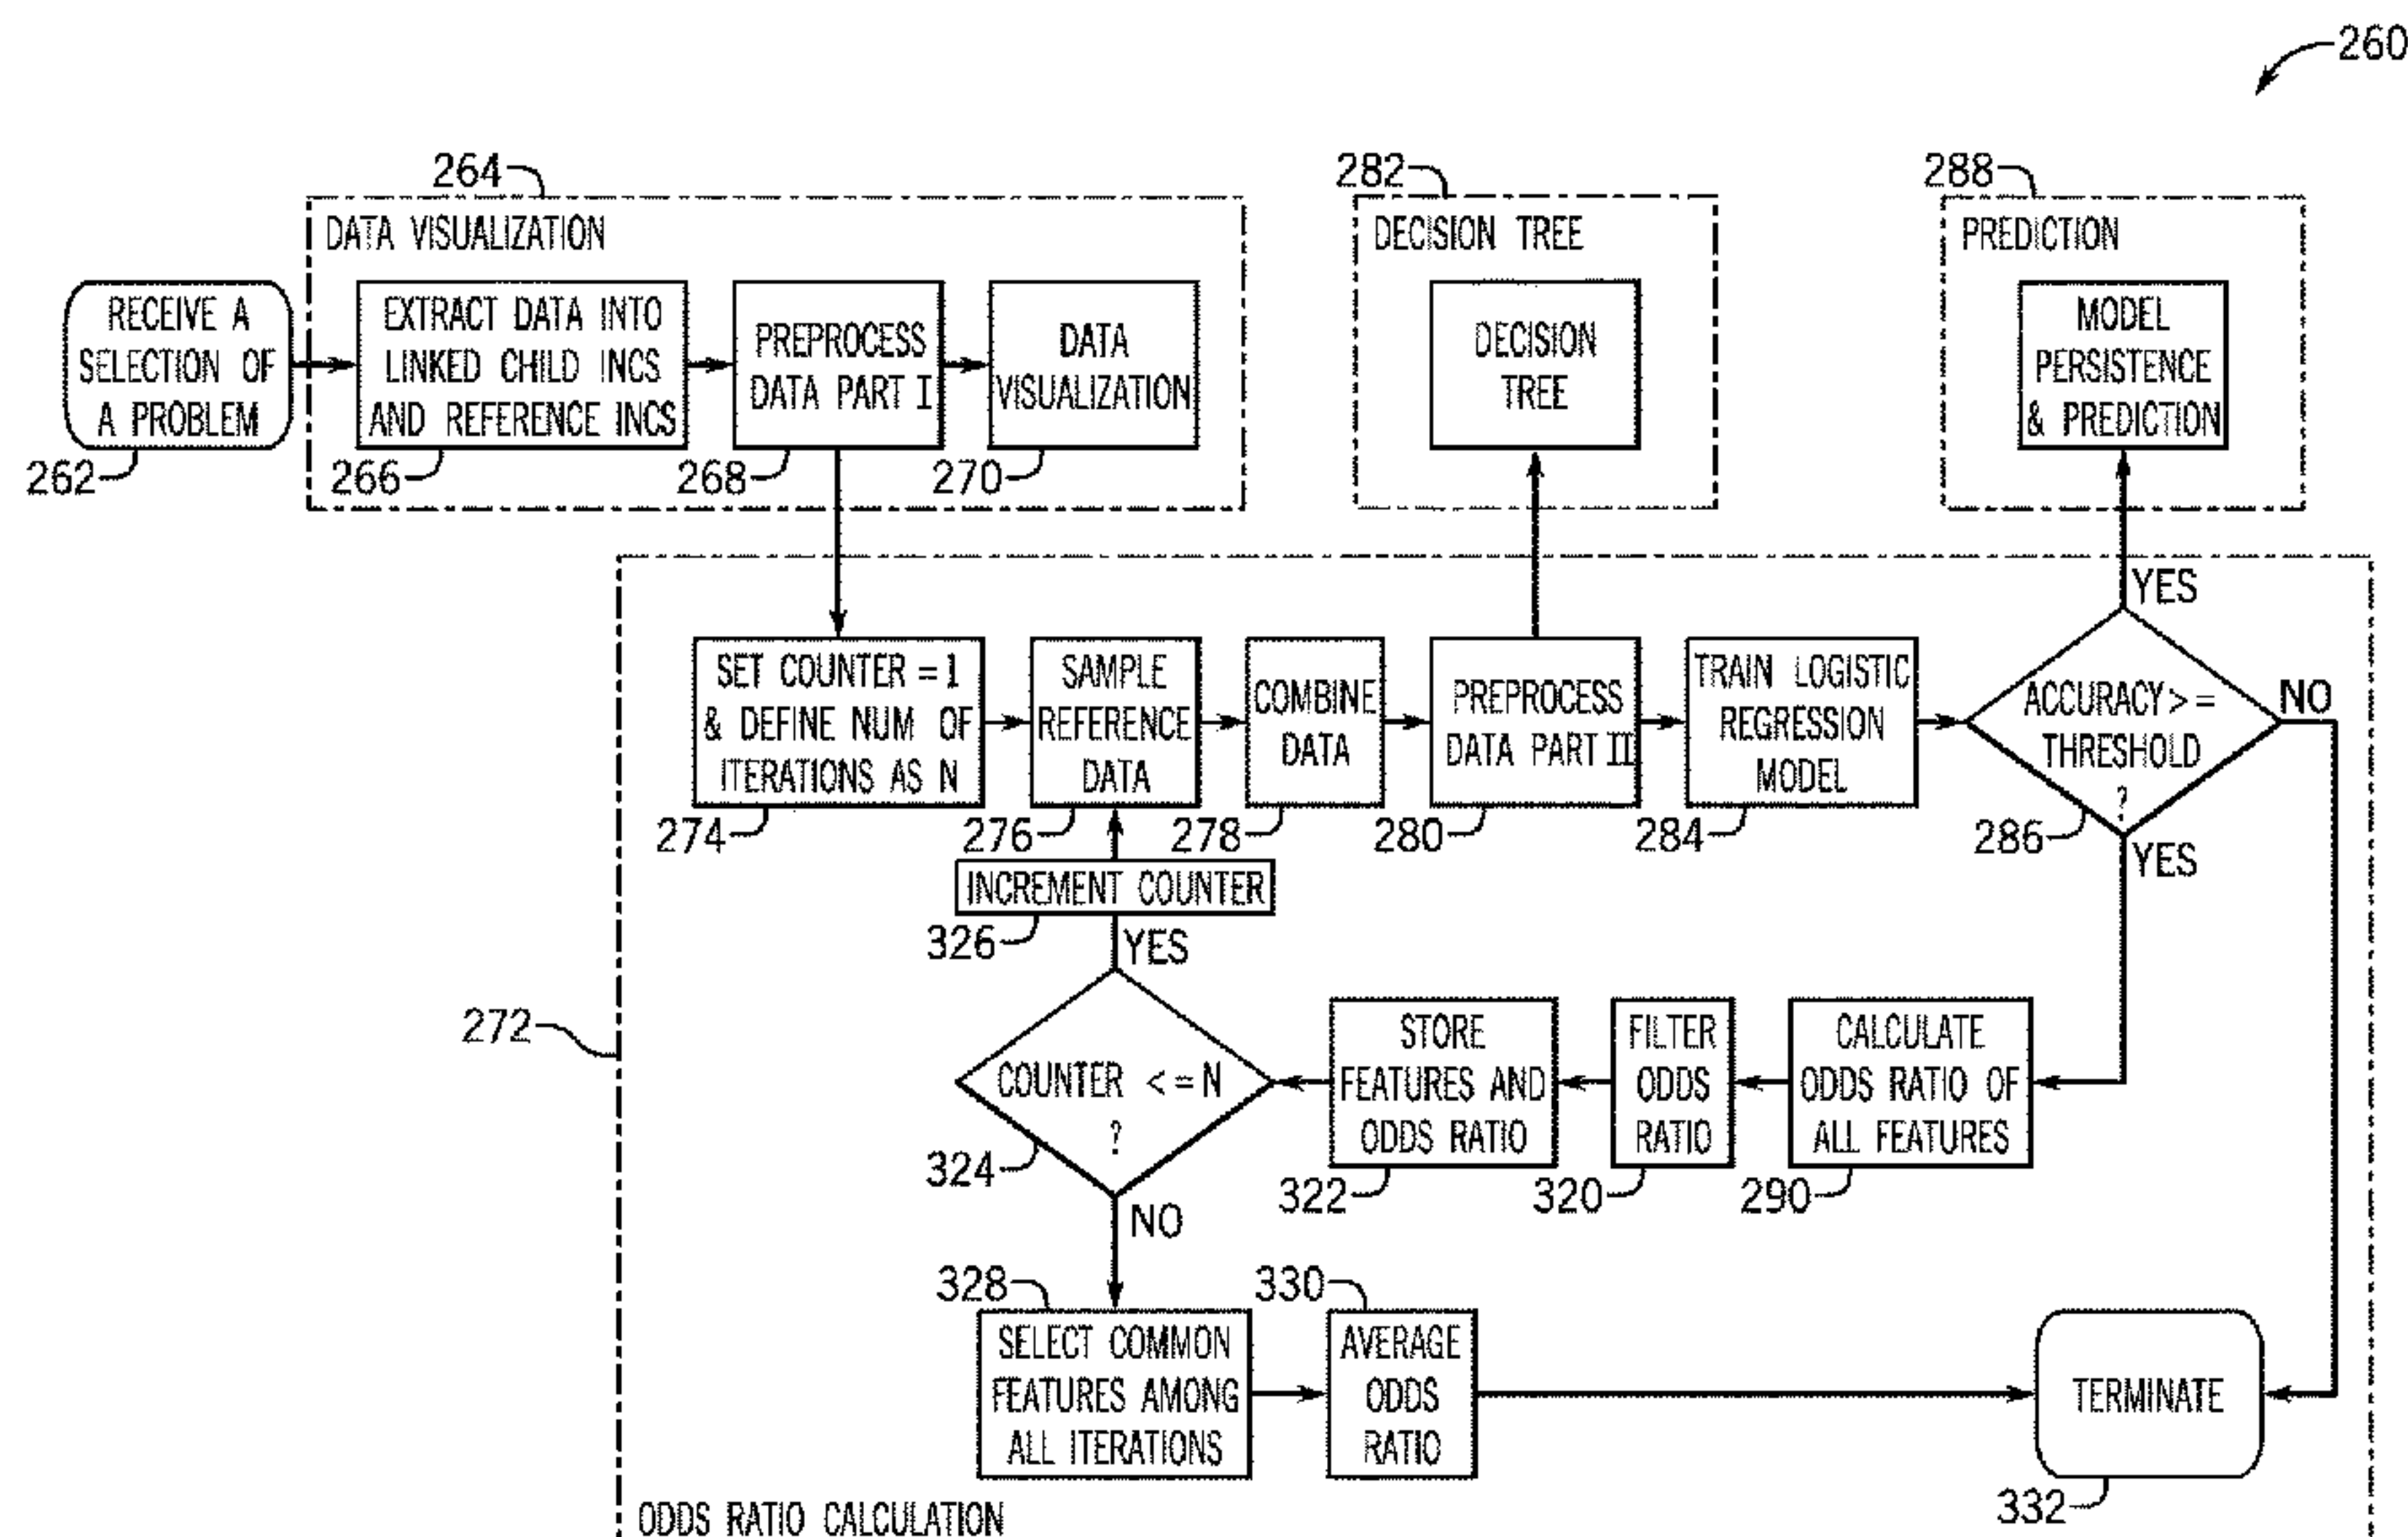 260
264
282
288
DATA VISUALIZATION
DECISION TREE
PREDICTION
RECEIVE A
SELECTION OF
A PROBLEM
EXTRACT DATA INTO
LINKED CHILD INCS
AND REFERENCE INCS
PREPROCESS
DATA PART I
DATA
VISUALIZATION
DECISION
TREE
MODEL
PERSISTENCE
& PREDICTION
262
266
268
270
YES
SET COUNTER = 1
& DEFINE NUM OF
ITERATIONS AS N
SAMPLE
REFERENCE
DATA
COMBINE
DATA
PREPROCESS
DATA PART II
TRAIN LOGISTIC
REGRESSION
MODEL
ACCURACY > =
THRESHOLD
?
NO
274
276
278
280
284
286
YES
INCREMENT COUNTER
326
YES
272
COUNTER < = N
?
STORE
FEATURES AND
ODDS RATIO
FILTER
ODDS
RATIO
CALCULATE
ODDS RATIO OF
ALL FEATURES
324
322
320
290
NO
328
330
SELECT COMMON
FEATURES AMONG
ALL ITERATIONS
AVERAGE
ODDS
RATIO
TERMINATE
332
ODDS RATIO CALCULATION